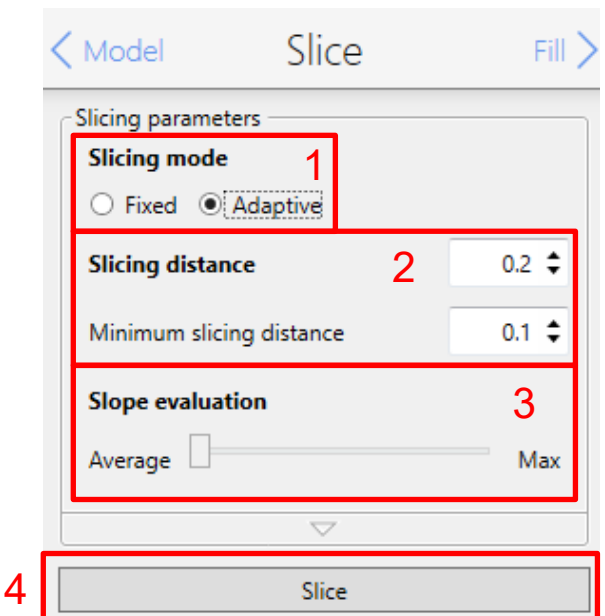 Model Slice Fill
Slicing parameters
Slicing mode 1
Fixed Adaptive
Slicing distance 2 0.2
Minimum slicing distance 0.1
Slope evaluation 3
Average Max
4 Slice